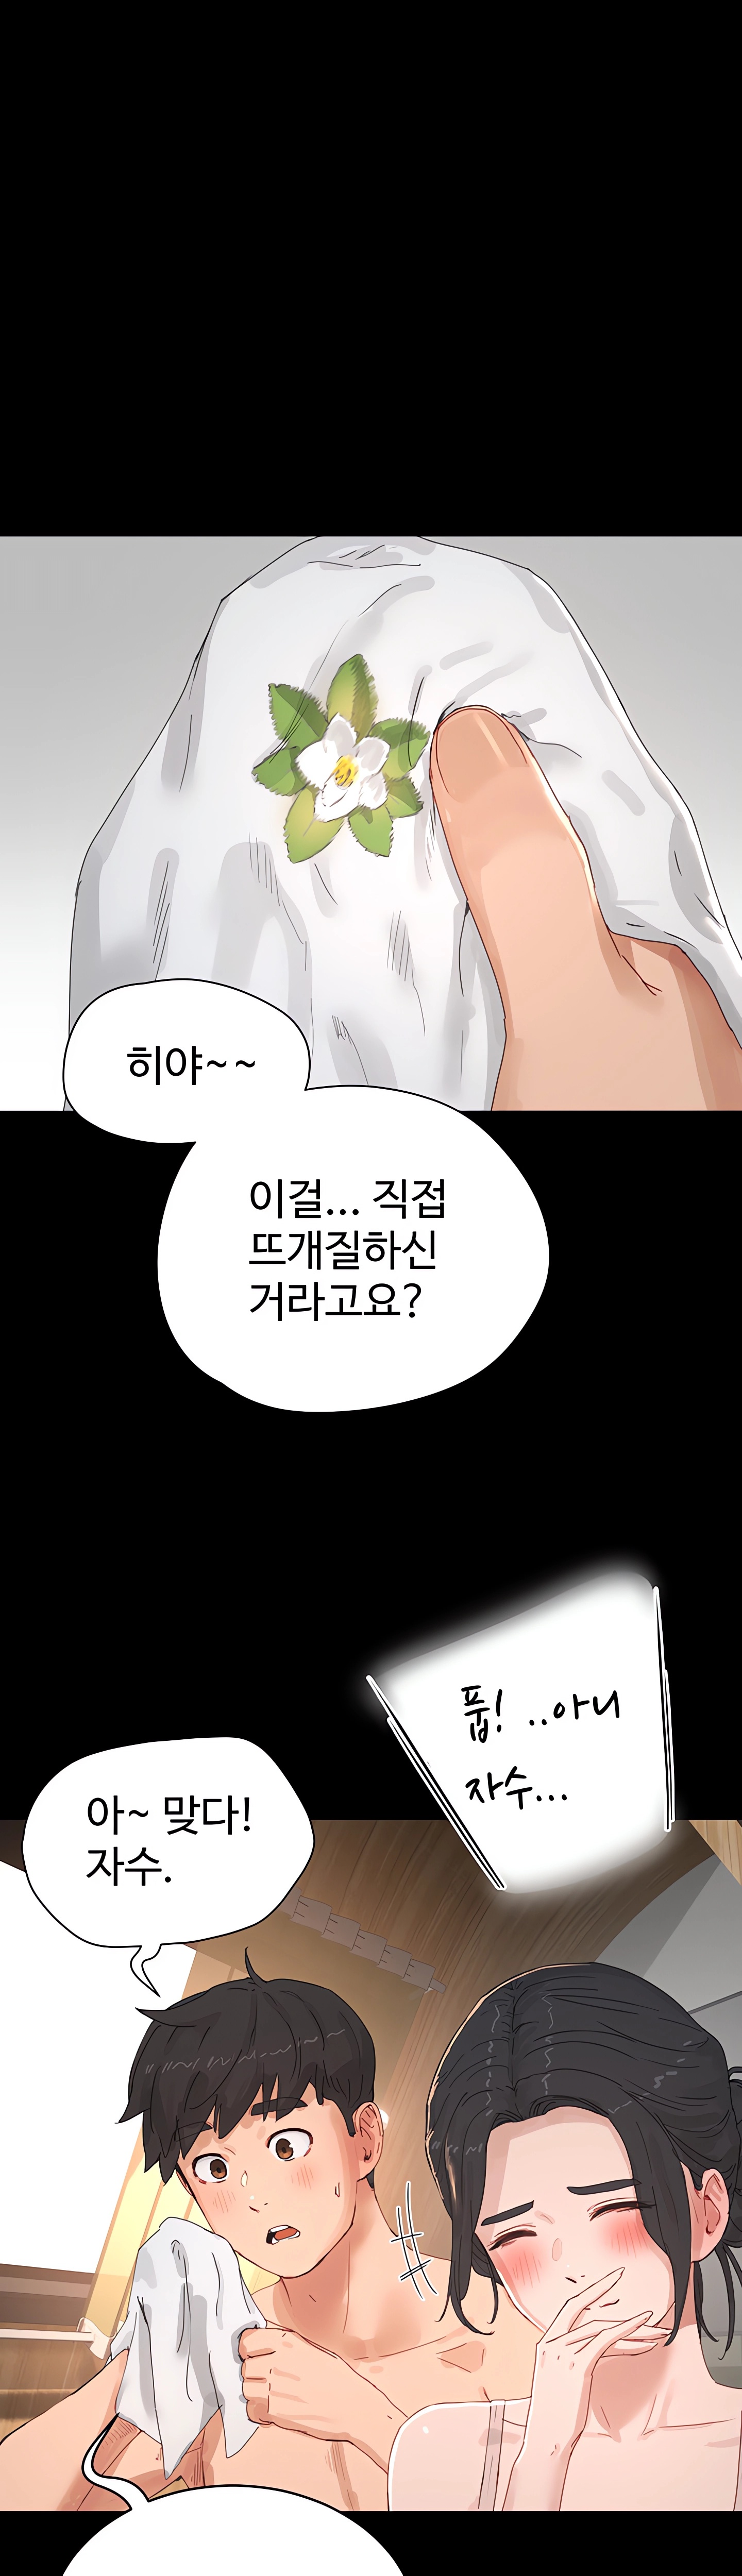 히야~~
이걸... 직접
뜨개질하신
거라고요?
풉! ..아니
자수...
아~ 맞다!
자수.